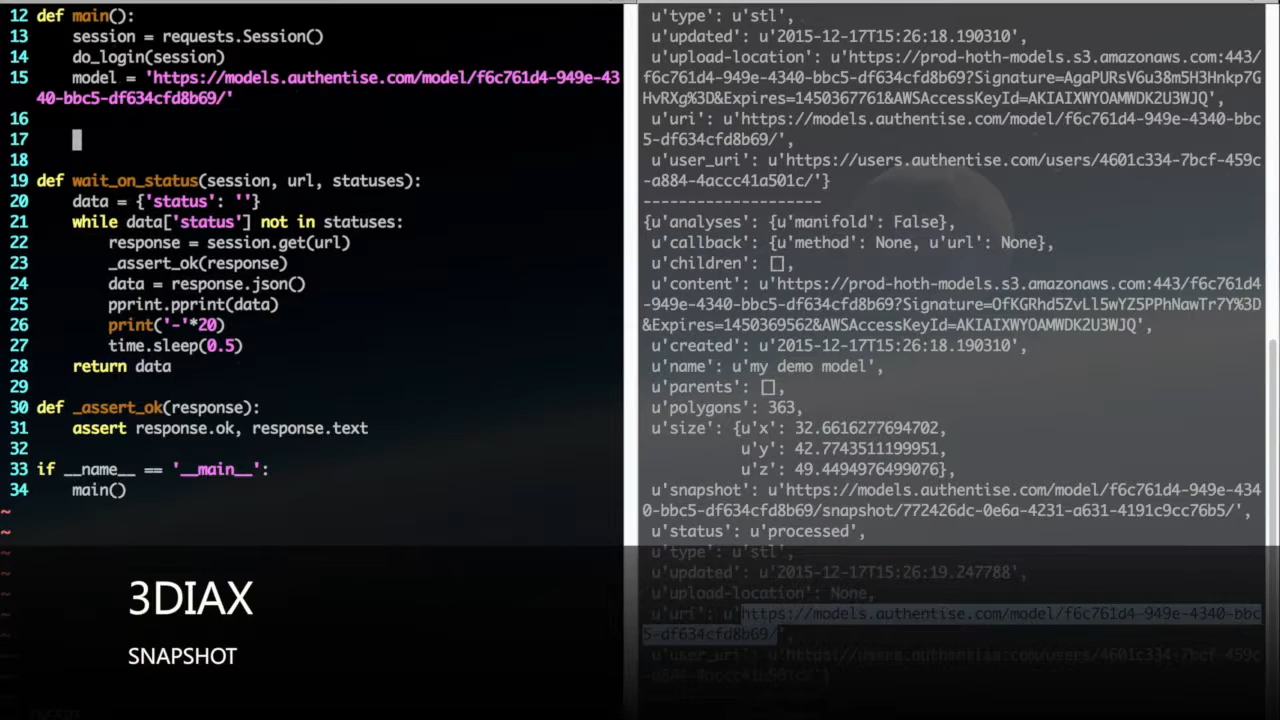 12 def main():
13     session = requests.Session()
14     do_login(session)
15     model = 'https://models.authentise.com/model/f6c761d4-949e-43
40-bbc5-df634cfd8b69/'
16
17
18
19 def wait_on_status(session, url, statuses):
20     data = {'status': ''}
21     while data['status'] not in statuses:
22         response = session.get(url)
23         _assert_ok(response)
24         data = response.json()
25         pprint.pprint(data)
26         print('-'*20)
27         time.sleep(0.5)
28     return data
29
30 def _assert_ok(response):
31     assert response.ok, response.text
32
33 if __name__ == '__main__':
34     main()
~
~
~
~
~
~
~
~
3DIAX
SNAPSHOT
u'type': u'stl',
u'updated': u'2015-12-17T15:26:18.190310',
u'upload-location': u'https://prod-hoth-models.s3.amazonaws.com:443/
f6c761d4-949e-4340-bbc5-df634cfd8b69?Signature=AgaPURsV6u38m5H3Hnkp7G
HvRXg%3D&Expires=1450367761&AWSAccessKeyId=AKIAIXWYOAMWDK2U3WJQ',
u'uri': u'https://models.authentise.com/model/f6c761d4-949e-4340-bbc
5-df634cfd8b69/',
u'user_uri': u'https://users.authentise.com/users/4601c334-7bcf-459c
-a884-4accc41a501c/'}
--------------------
{u'analyses': {u'manifold': False},
u'callback': {u'method': None, u'url': None},
u'children': [],
u'content': u'https://prod-hoth-models.s3.amazonaws.com:443/f6c761d4
-949e-4340-bbc5-df634cfd8b69?Signature=OfKGRhd5ZvLl5wYZ5PPhNawTr7Y%3D
&Expires=1450369562&AWSAccessKeyId=AKIAIXWYOAMWDK2U3WJQ',
u'created': u'2015-12-17T15:26:18.190310',
u'name': u'my demo model',
u'parents': [],
u'polygons': 363,
u'size': {u'x': 32.6616277694702,
u'y': 42.7743511199951,
u'z': 49.4494976499076},
u'snapshot': u'https://models.authentise.com/model/f6c761d4-949e-434
0-bbc5-df634cfd8b69/snapshot/772426dc-0e6a-4231-a631-4191c9cc76b5/',
u'status': u'processed',
u'type': u'stl',
u'updated': u'2015-12-17T15:26:19.247788',
u'upload-location': None,
u'uri': u'https://models.authentise.com/model/f6c761d4-949e-4340-bbc
5-df634cfd8b69/',
u'user_uri': u'https://users.authentise.com/users/4601c334-7bcf-459c
-a884-4accc41a501c/'}